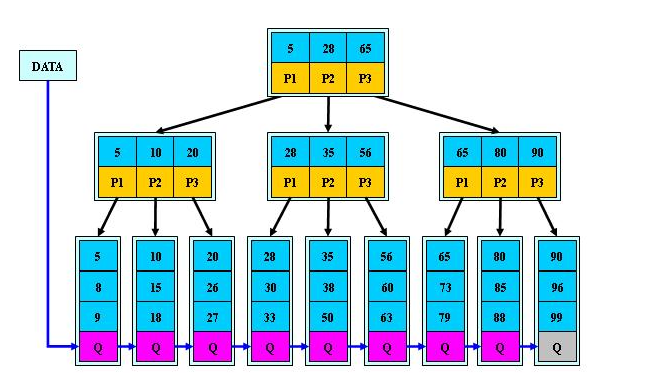 5 28 65
P1 P2 P3
DATA
5 10 20 28 35 56 65 80 90
P1 P2 P3 P1 P2 P3 P1 P2 P3
5 10 20 28 35 56 65 80 90
8 15 26 30 38 60 73 85 96
9 18 27 33 50 63 79 88 99
Q Q Q Q Q Q Q Q Q